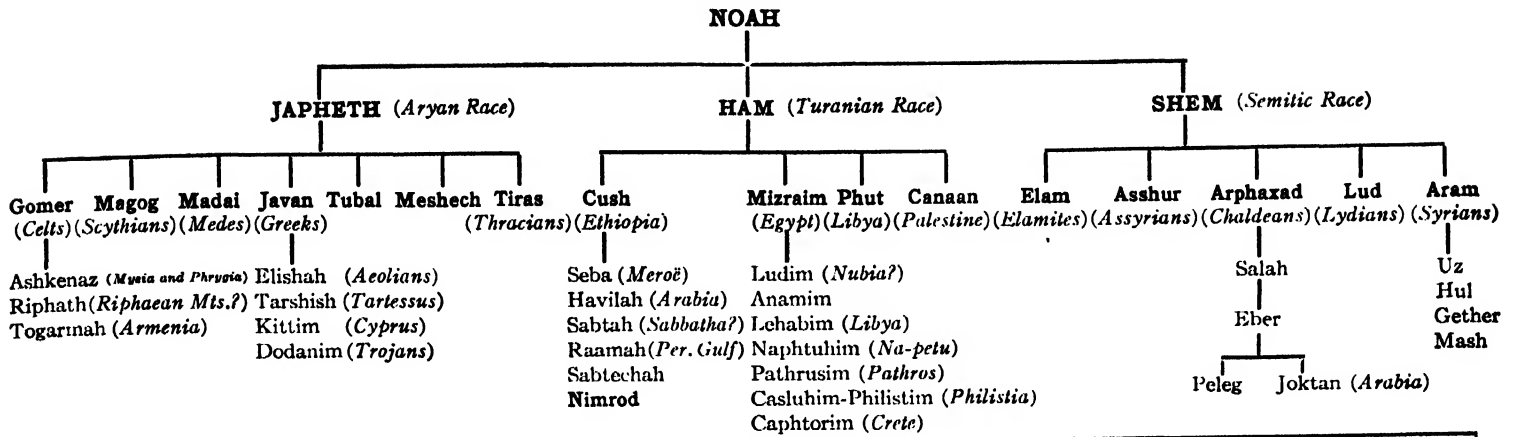 NOAH
JAPHETH (Aryan Race) HAM (Turanian Race) SHEM (Semitic Race)
Gomer Magog Madai Javan Tubal Meshech Tiras Cush Mizraim Phut Canaan Elam Asshur Arphaxad Lud Aram
(Celts) (Scythians) (Medes) (Greeks) (Thracians) (Ethiopia) (Egypt) (Libya) (Palestine) (Elamites) (Assyrians) (Chaldeans) (Lydians) (Syrians)
Ashkenaz (Mysia and Phrygia) Elishah (Aeolians) Seba (Meroë) Ludim (Nubia?) Salah Uz
Riphath (Riphaean Mts.?) Tarshish (Tartessus) Havilah (Arabia) Anamim Hul
Togarmah (Armenia) Kittim (Cyprus) Sabtah (Sabbatha?) Lehabim (Libya) Eber Gether
Dodanim (Trojans) Raamah (Per. Gulf) Naphtuhim (Na-petu) Mash
Sabtechah Pathrusim (Pathros) Peleg Joktan (Arabia)
Nimrod Casluhim-Philistim (Philistia)
Caphtorim (Crete)